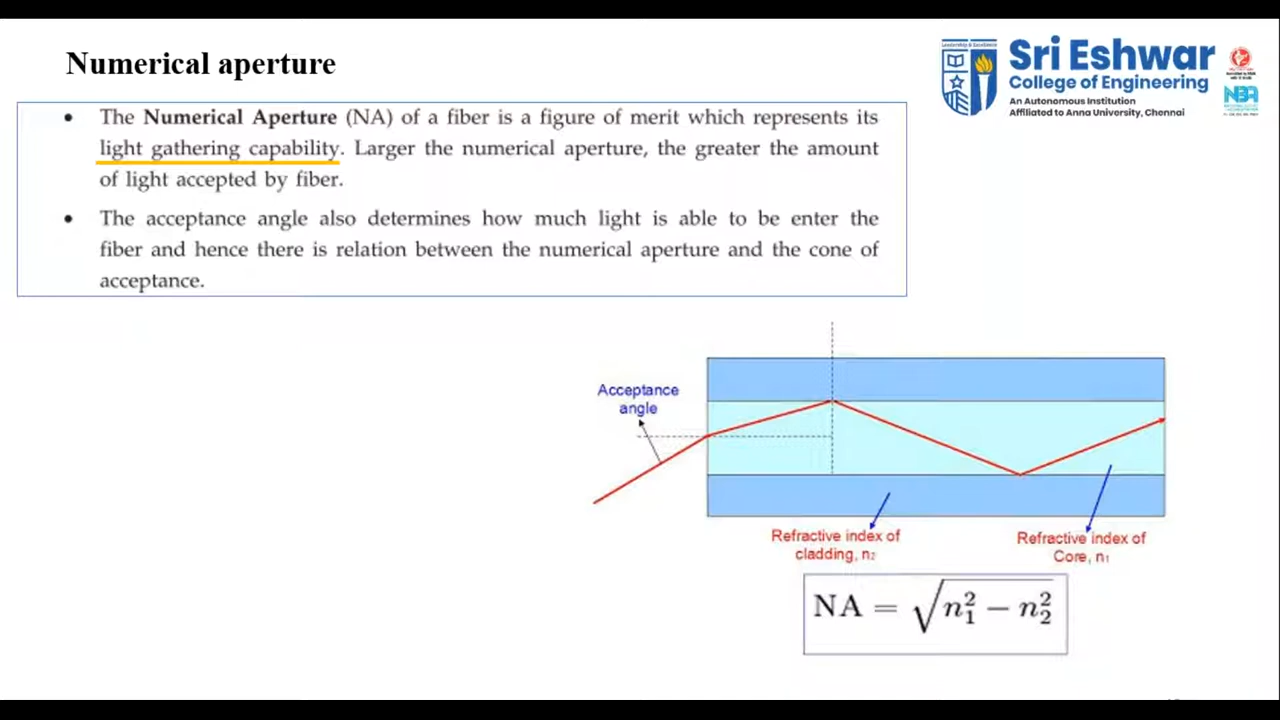 Numerical aperture
Sri Eshwar
College of Engineering
An Autonomous Institution
Affiliated to Anna University, Chennai
NBA
• The Numerical Aperture (NA) of a fiber is a figure of merit which represents its
light gathering capability. Larger the numerical aperture, the greater the amount
of light accepted by fiber.
• The acceptance angle also determines how much light is able to be enter the
fiber and hence there is relation between the numerical aperture and the cone of
acceptance.
Acceptance
angle
Refractive index of
cladding, n₂
Refractive index of
Core, n₁
NA = √(n₁² − n₂²)